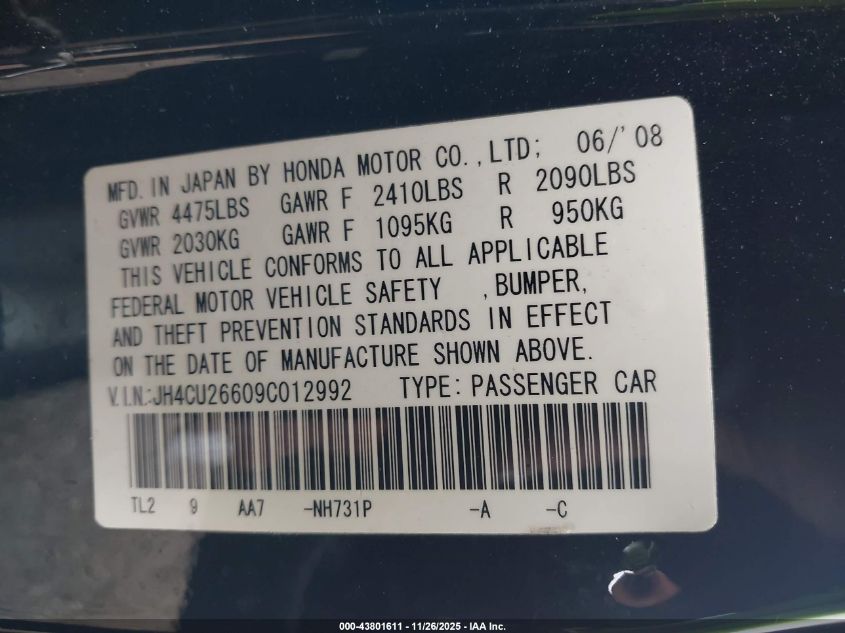 MFD. IN JAPAN BY HONDA MOTOR CO., LTD; 06/'08
GVWR 4475LBS GAWR F 2410LBS R 2090LBS
GVWR 2030KG GAWR F 1095KG R 950KG
THIS VEHICLE CONFORMS TO ALL APPLICABLE
FEDERAL MOTOR VEHICLE SAFETY , BUMPER,
AND THEFT PREVENTION STANDARDS IN EFFECT
ON THE DATE OF MANUFACTURE SHOWN ABOVE.
V.I.N.:JH4CU26609C012992 TYPE: PASSENGER CAR
TL2 9 AA7 -NH731P -A -C
000-43801611 - 11/26/2025 - IAA Inc.